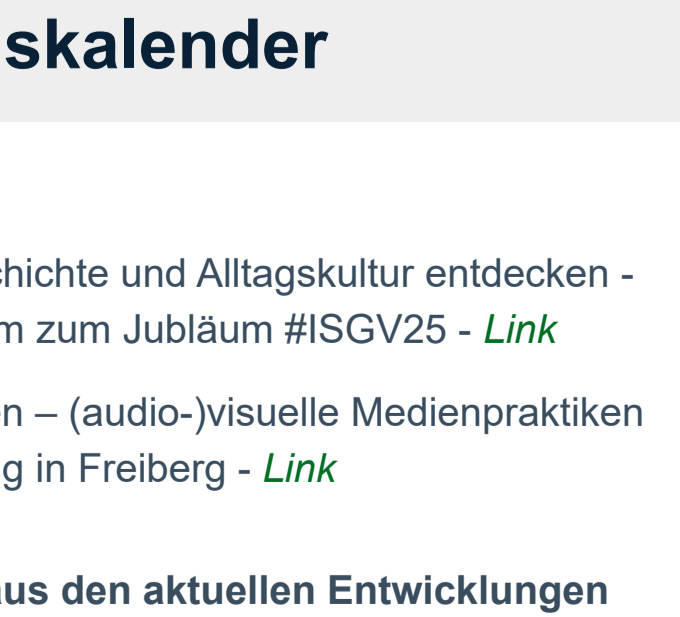 skalender
chichte und Alltagskultur entdecken -
m zum Jubläum #ISGV25 - Link
en – (audio-)visuelle Medienpraktiken
g in Freiberg - Link
aus den aktuellen Entwicklungen